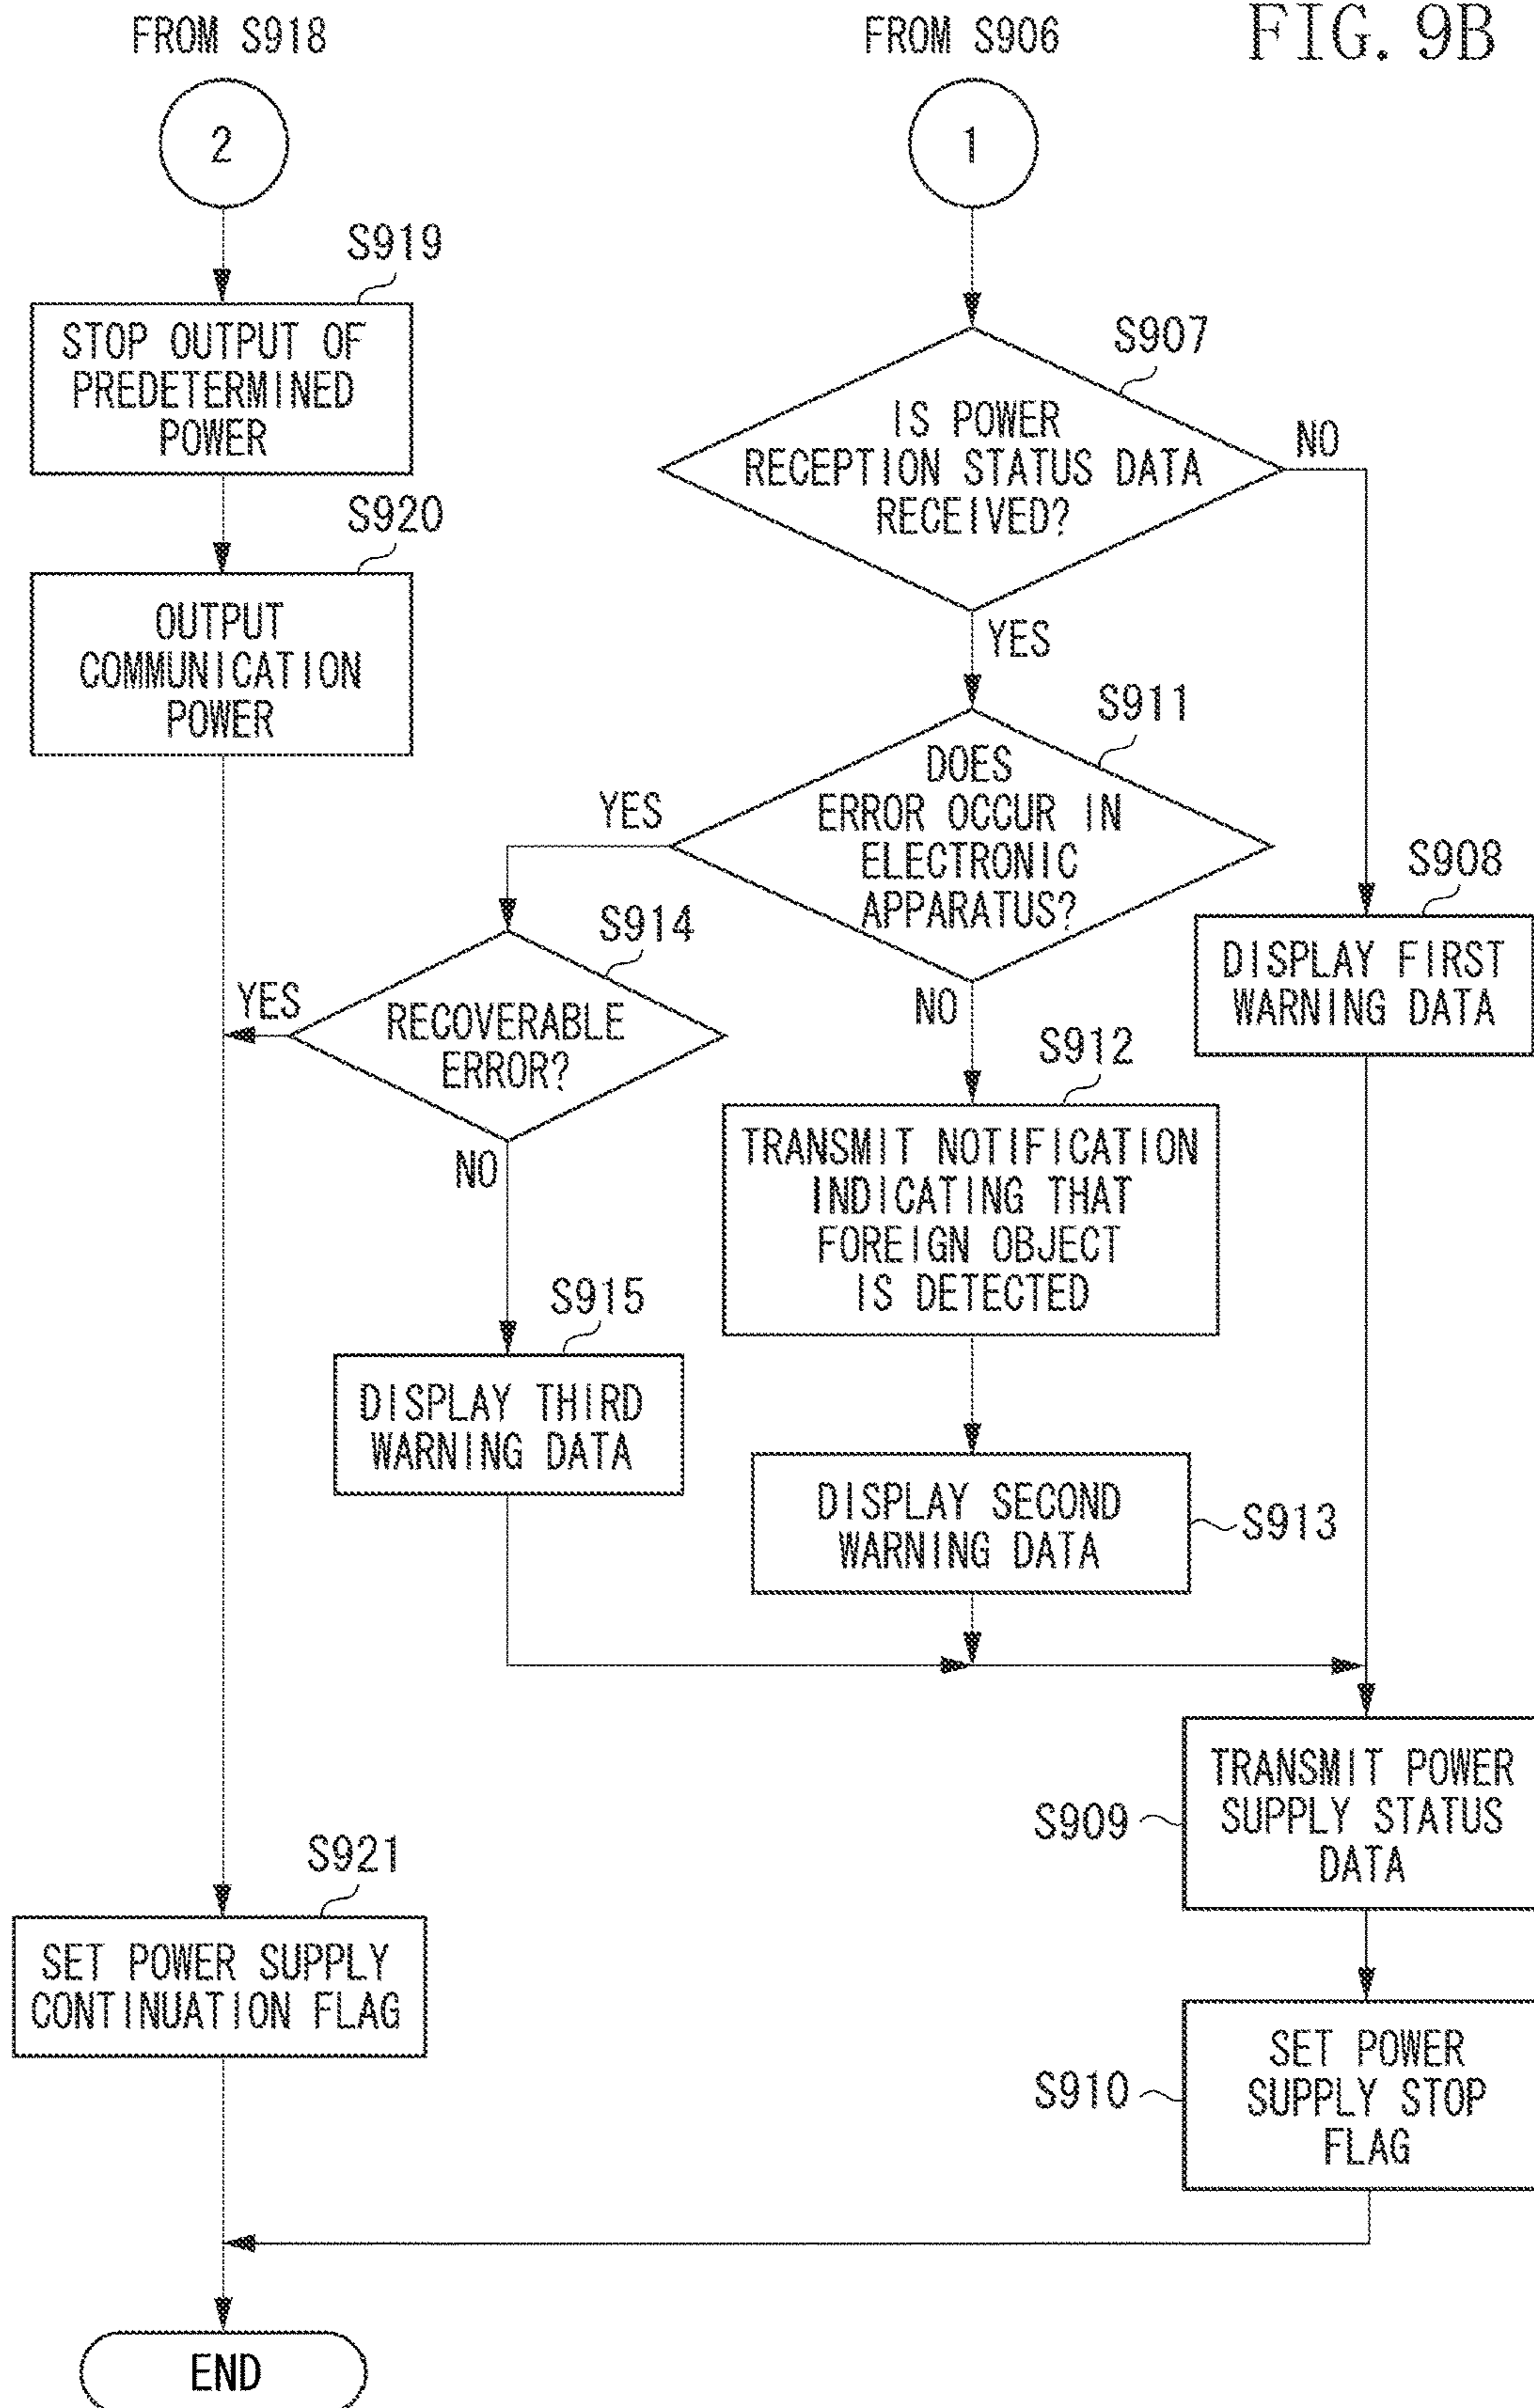 FROM S918
FROM S906
FIG. 9B
2
1
S919
STOP OUTPUT OF
PREDETERMINED
POWER
S907
IS POWER
RECEPTION STATUS DATA
RECEIVED?
NO
YES
S920
OUTPUT
COMMUNICATION
POWER
S911
DOES
ERROR OCCUR IN
ELECTRONIC
APPARATUS?
YES
NO
S908
DISPLAY FIRST
WARNING DATA
S914
RECOVERABLE
ERROR?
YES
NO
S912
TRANSMIT NOTIFICATION
INDICATING THAT
FOREIGN OBJECT
IS DETECTED
S915
DISPLAY THIRD
WARNING DATA
DISPLAY SECOND
WARNING DATA
S913
S909
TRANSMIT POWER
SUPPLY STATUS
DATA
S921
SET POWER SUPPLY
CONTINUATION FLAG
S910
SET POWER
SUPPLY STOP
FLAG
END